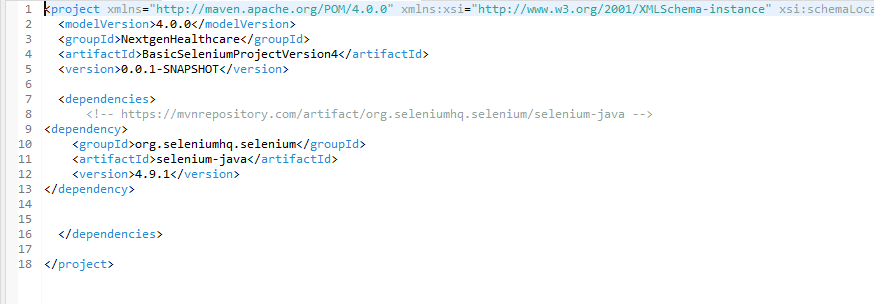 1 <project xmlns="http://maven.apache.org/POM/4.0.0" xmlns:xsi="http://www.w3.org/2001/XMLSchema-instance" xsi:schemaLoca
2 <modelVersion>4.0.0</modelVersion>
3 <groupId>NextgenHealthcare</groupId>
4 <artifactId>BasicSeleniumProjectVersion4</artifactId>
5 <version>0.0.1-SNAPSHOT</version>
6
7 <dependencies>
8 <!-- https://mvnrepository.com/artifact/org.seleniumhq.selenium/selenium-java -->
9 <dependency>
10 <groupId>org.seleniumhq.selenium</groupId>
11 <artifactId>selenium-java</artifactId>
12 <version>4.9.1</version>
13 </dependency>
14
15
16 </dependencies>
17
18 </project>